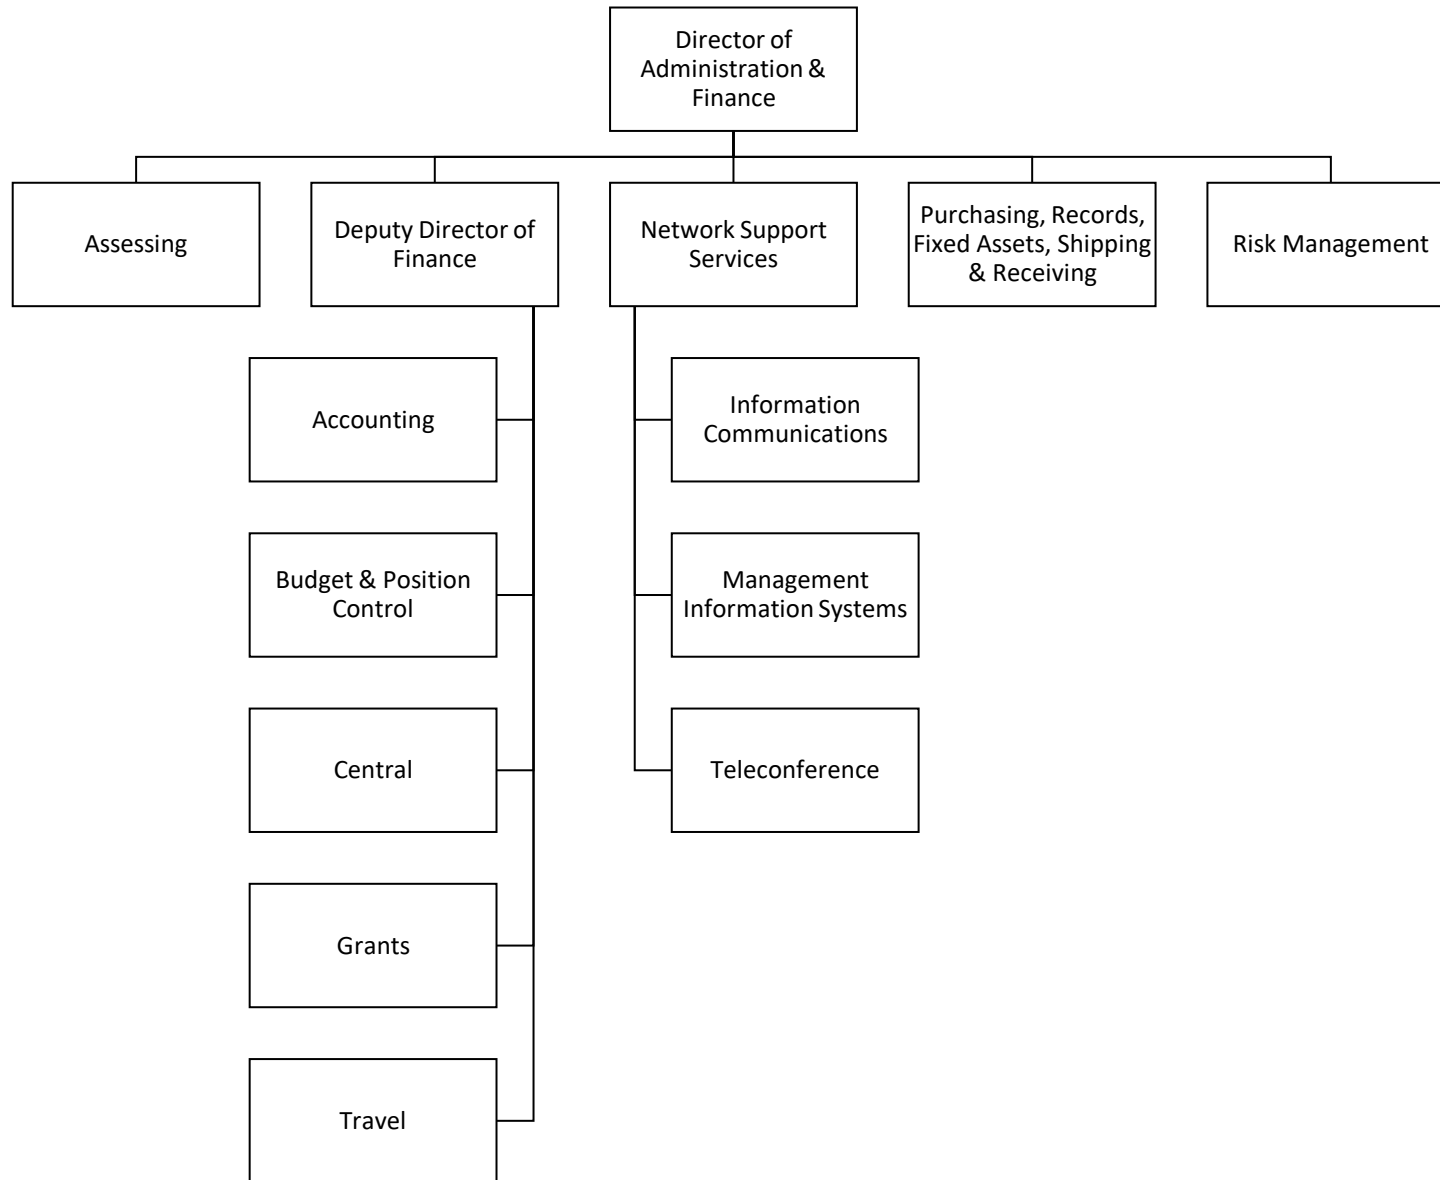 Director of
Administration &
Finance
Assessing
Deputy Director of
Finance
Network Support
Services
Purchasing, Records,
Fixed Assets, Shipping
& Receiving
Risk Management
Accounting
Information
Communications
Budget & Position
Control
Management
Information Systems
Central
Teleconference
Grants
Travel